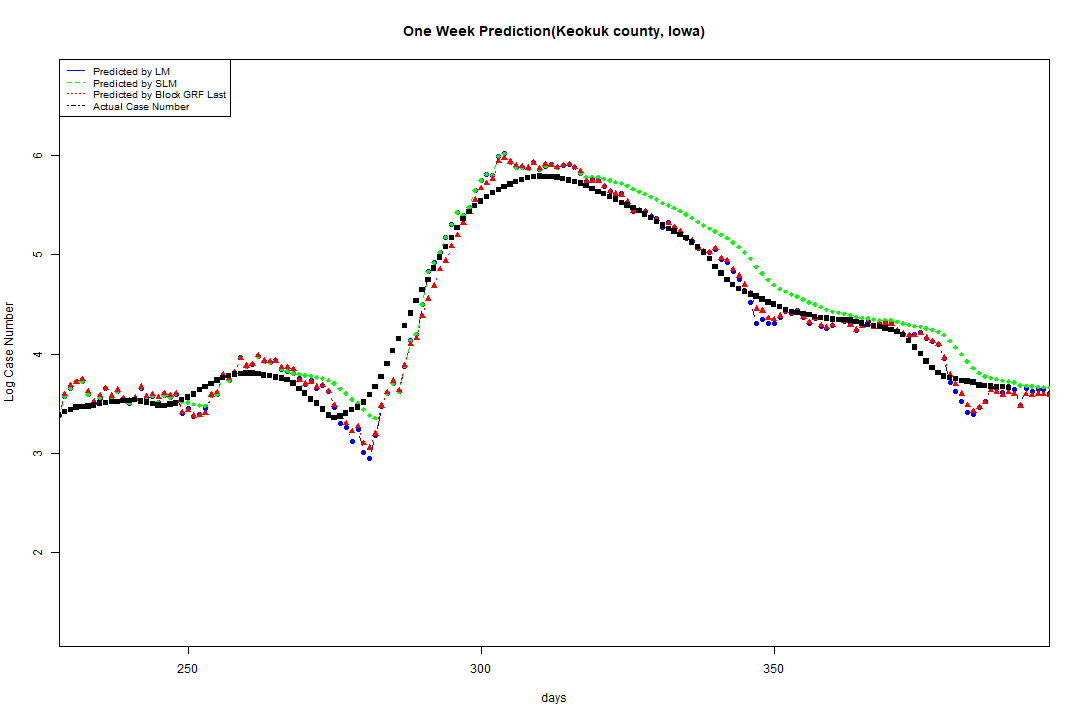 One Week Prediction(Keokuk county, Iowa)
Predicted by LM
Predicted by SLM
Predicted by Block GRF Last
Actual Case Number
6
5
4
3
2
Log Case Number
250
300
350
days